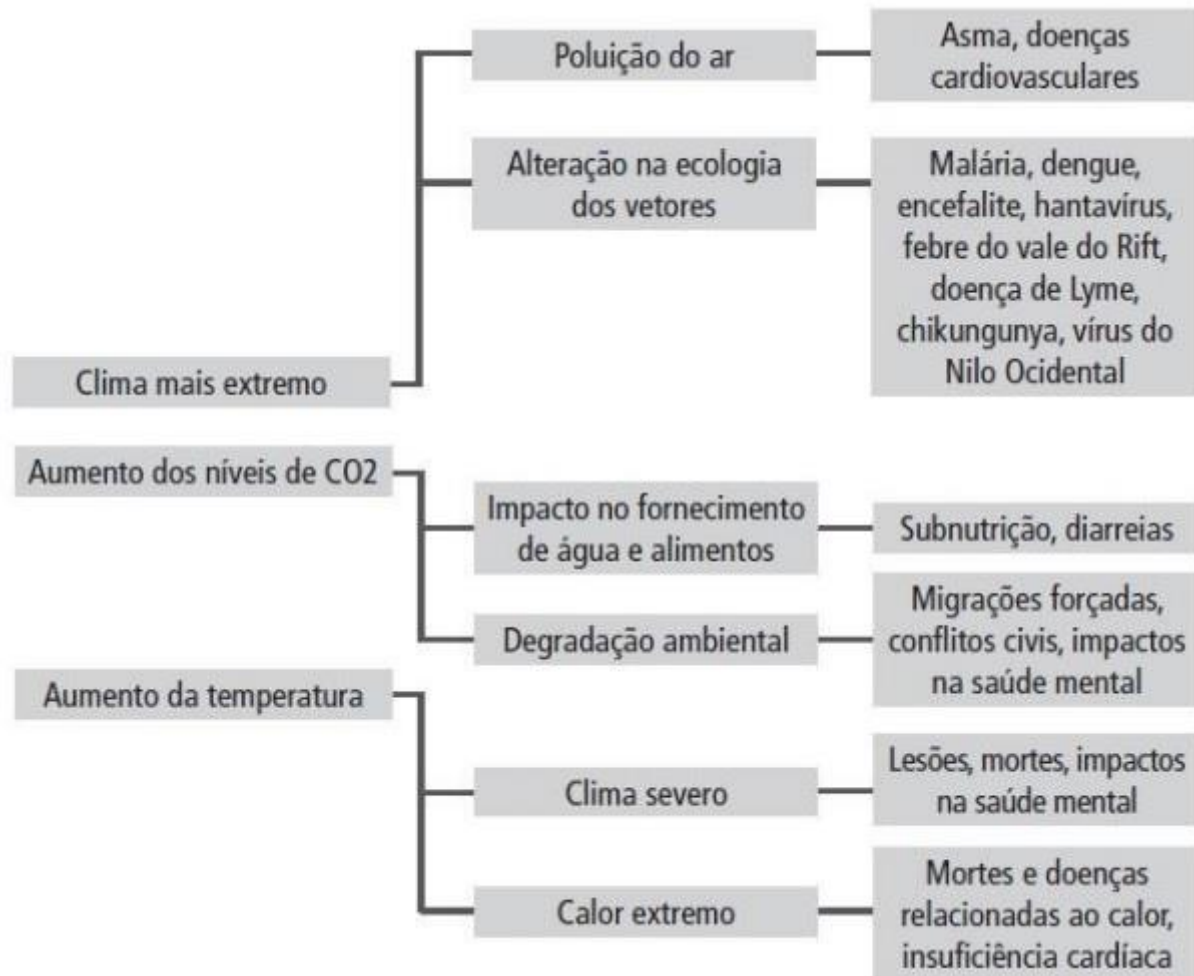 Poluição do ar
Asma, doenças
cardiovasculares
Alteração na ecologia
dos vetores
Malária, dengue,
encefalite, hantavírus,
febre do vale do Rift,
doença de Lyme,
chikungunya, vírus do
Nilo Ocidental
Clima mais extremo
Aumento dos níveis de CO2
Impacto no fornecimento
de água e alimentos
Subnutrição, diarreias
Degradação ambiental
Migrações forçadas,
conflitos civis, impactos
na saúde mental
Aumento da temperatura
Clima severo
Lesões, mortes, impactos
na saúde mental
Calor extremo
Mortes e doenças
relacionadas ao calor,
insuficiência cardíaca